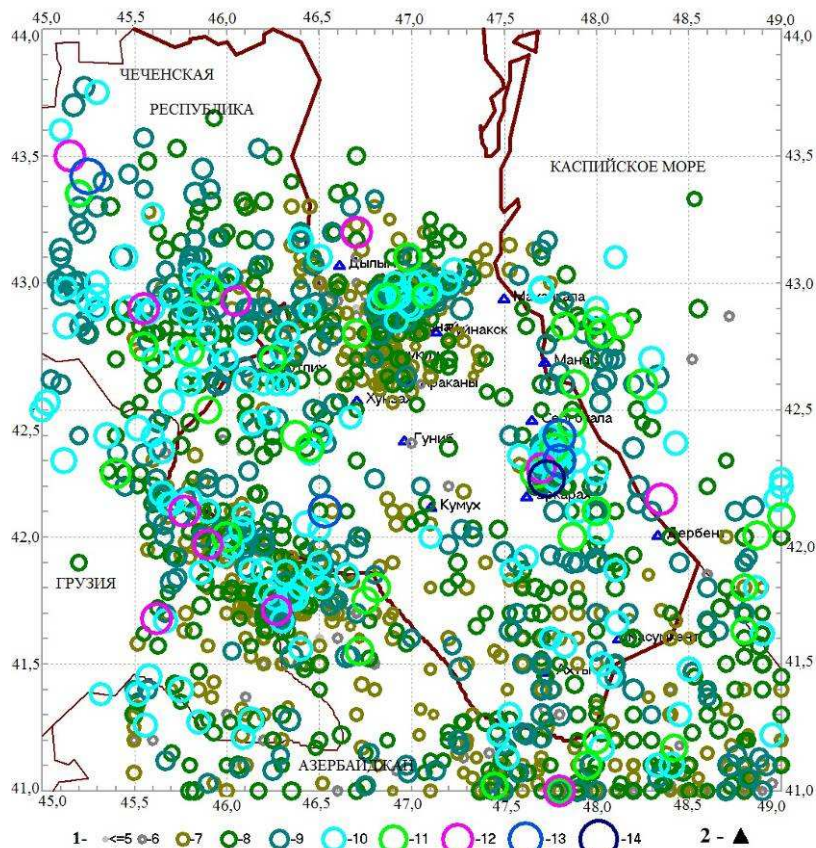 45,0 45,5 46,0 46,5 47,0 47,5 48,0 48,5 49,0
44,0 44,0
ЧЕЧЕНСКАЯ
РЕСПУБЛИКА
КАСПИЙСКОЕ МОРЕ
43,5 43,5
Дылым
43,0 43,0
Махачкала
Манас
42,5 42,5
Хунзах
Гуниб
Кумух
42,0 42,0
Дербент
ГРУЗИЯ
41,5 41,5
Касумкент
Ахты
АЗЕРБАЙДЖАН
41,0 41,0
45,0 45,5 46,0 46,5 47,0 47,5 48,0 48,5 49,0
1- <=5 -6 -7 -8 -9 -10 -11 -12 -13 -14 2 -